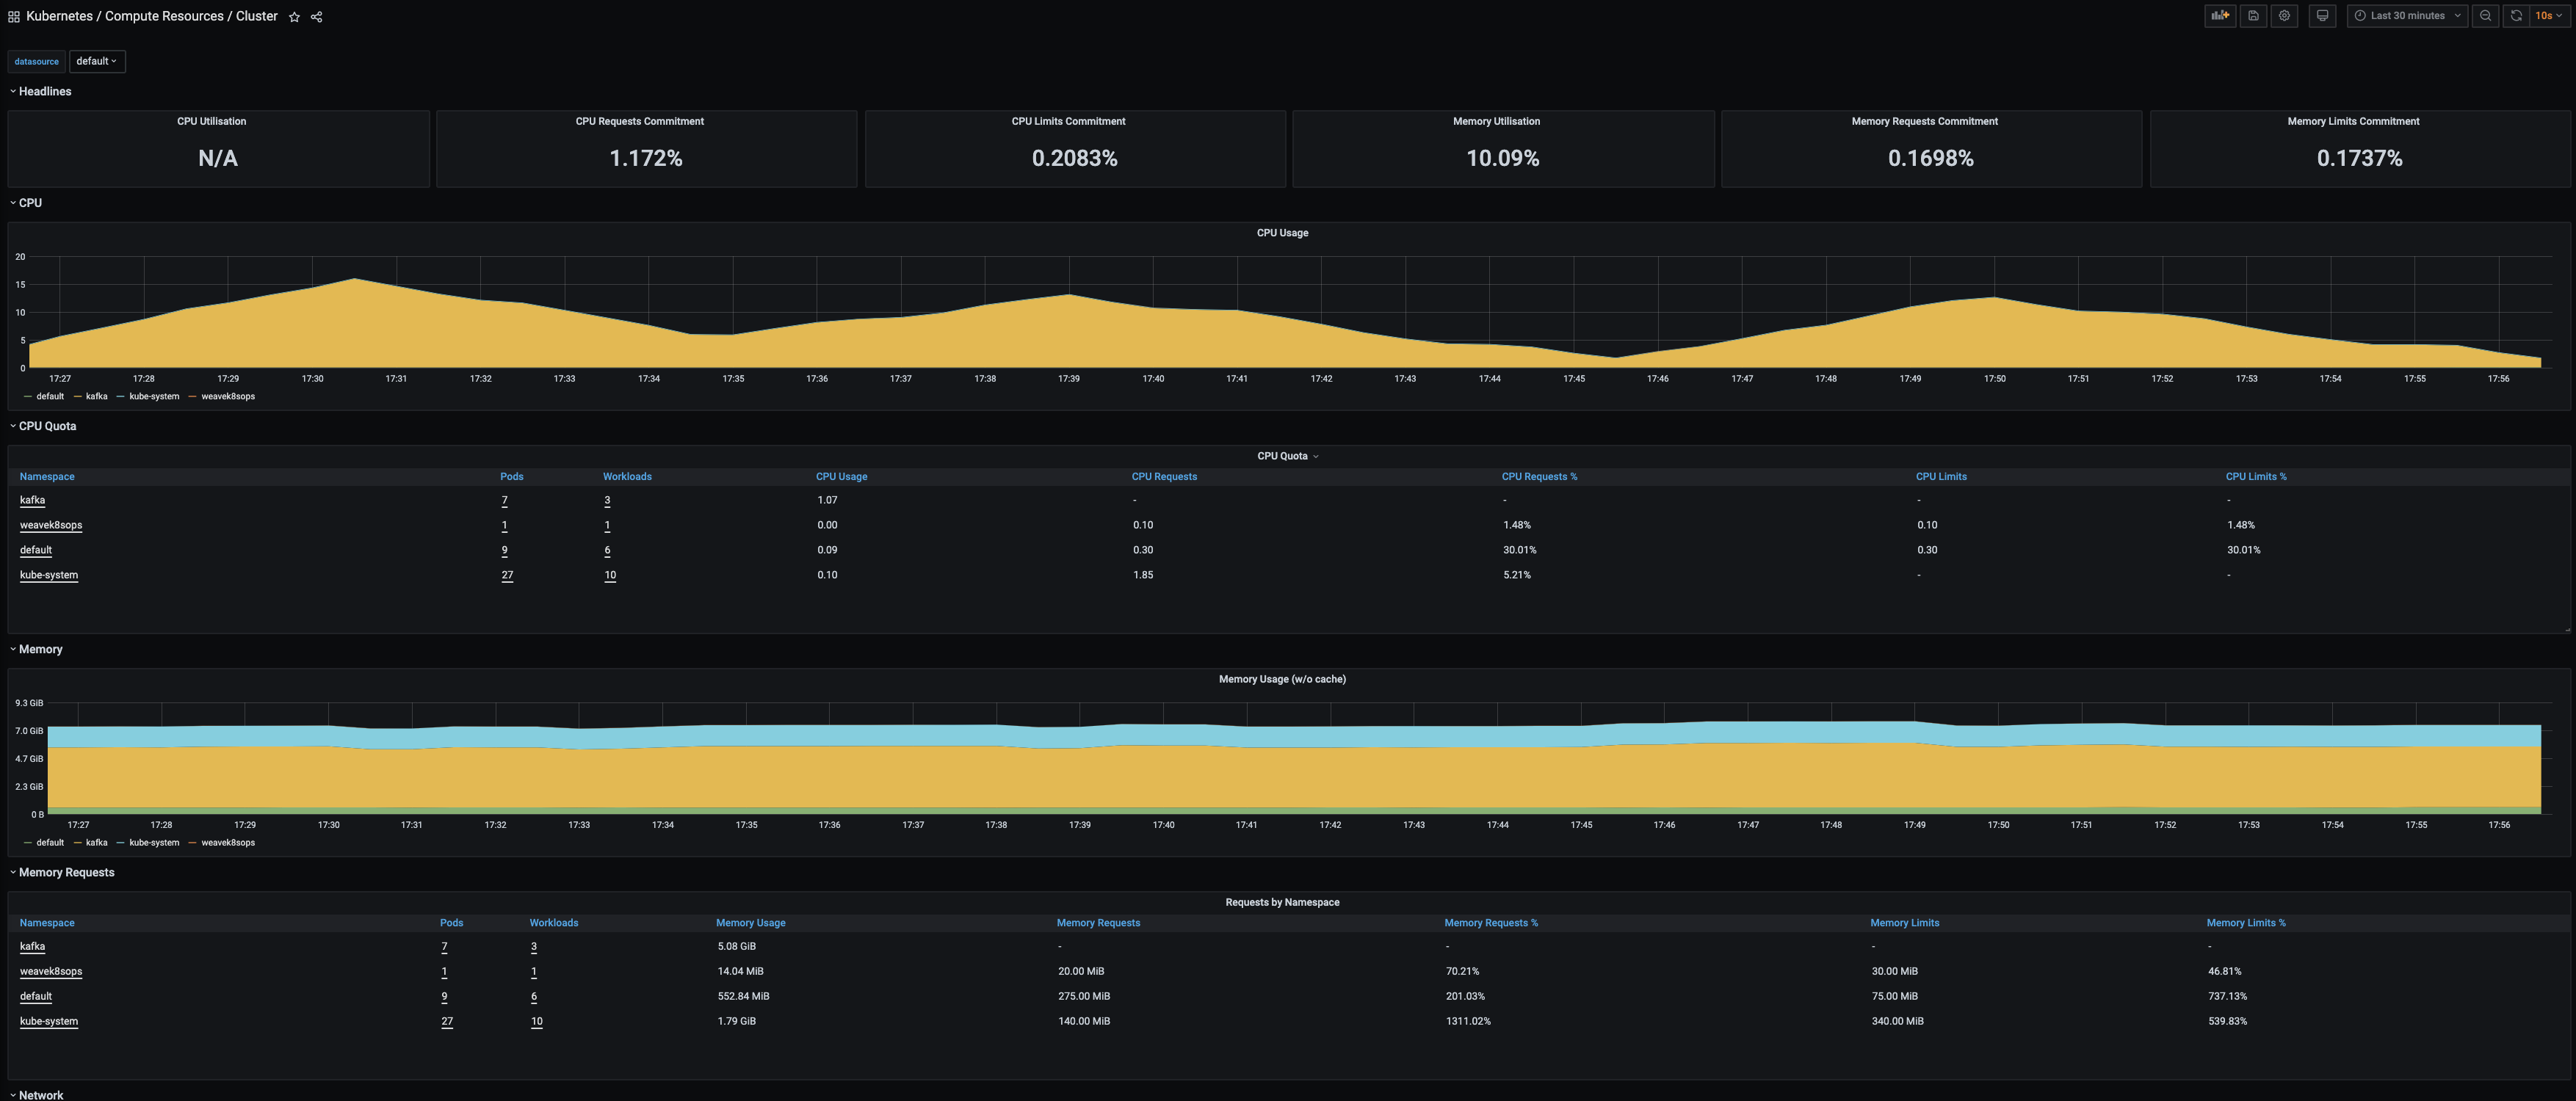 Kubernetes / Compute Resources / Cluster
Last 30 minutes
10s
datasource default
Headlines
CPU Utilisation CPU Requests Commitment CPU Limits Commitment Memory Utilisation Memory Requests Commitment Memory Limits Commitment
N/A 1.172% 0.2083% 10.09% 0.1698% 0.1737%
CPU
CPU Usage
20
15
10
5
0
17:27 17:28 17:29 17:30 17:31 17:32 17:33 17:34 17:35 17:36 17:37 17:38 17:39 17:40 17:41 17:42 17:43 17:44 17:45 17:46 17:47 17:48 17:49 17:50 17:51 17:52 17:53 17:54 17:55 17:56
default kafka kube-system weavek8sops
CPU Quota
CPU Quota
Namespace Pods Workloads CPU Usage CPU Requests CPU Requests % CPU Limits CPU Limits %
kafka 7 3 1.07 - - - -
weavek8sops 1 1 0.00 0.10 1.48% 0.10 1.48%
default 9 6 0.09 0.30 30.01% 0.30 30.01%
kube-system 27 10 0.10 1.85 5.21% - -
Memory
Memory Usage (w/o cache)
9.3 GiB
7.0 GiB
4.7 GiB
2.3 GiB
0 B
17:27 17:28 17:29 17:30 17:31 17:32 17:33 17:34 17:35 17:36 17:37 17:38 17:39 17:40 17:41 17:42 17:43 17:44 17:45 17:46 17:47 17:48 17:49 17:50 17:51 17:52 17:53 17:54 17:55 17:56
default kafka kube-system weavek8sops
Memory Requests
Requests by Namespace
Namespace Pods Workloads Memory Usage Memory Requests Memory Requests % Memory Limits Memory Limits %
kafka 7 3 5.08 GiB - - - -
weavek8sops 1 1 14.04 MiB 20.00 MiB 70.21% 30.00 MiB 46.81%
default 9 6 552.84 MiB 275.00 MiB 201.03% 75.00 MiB 737.13%
kube-system 27 10 1.79 GiB 140.00 MiB 1311.02% 340.00 MiB 539.83%
Network